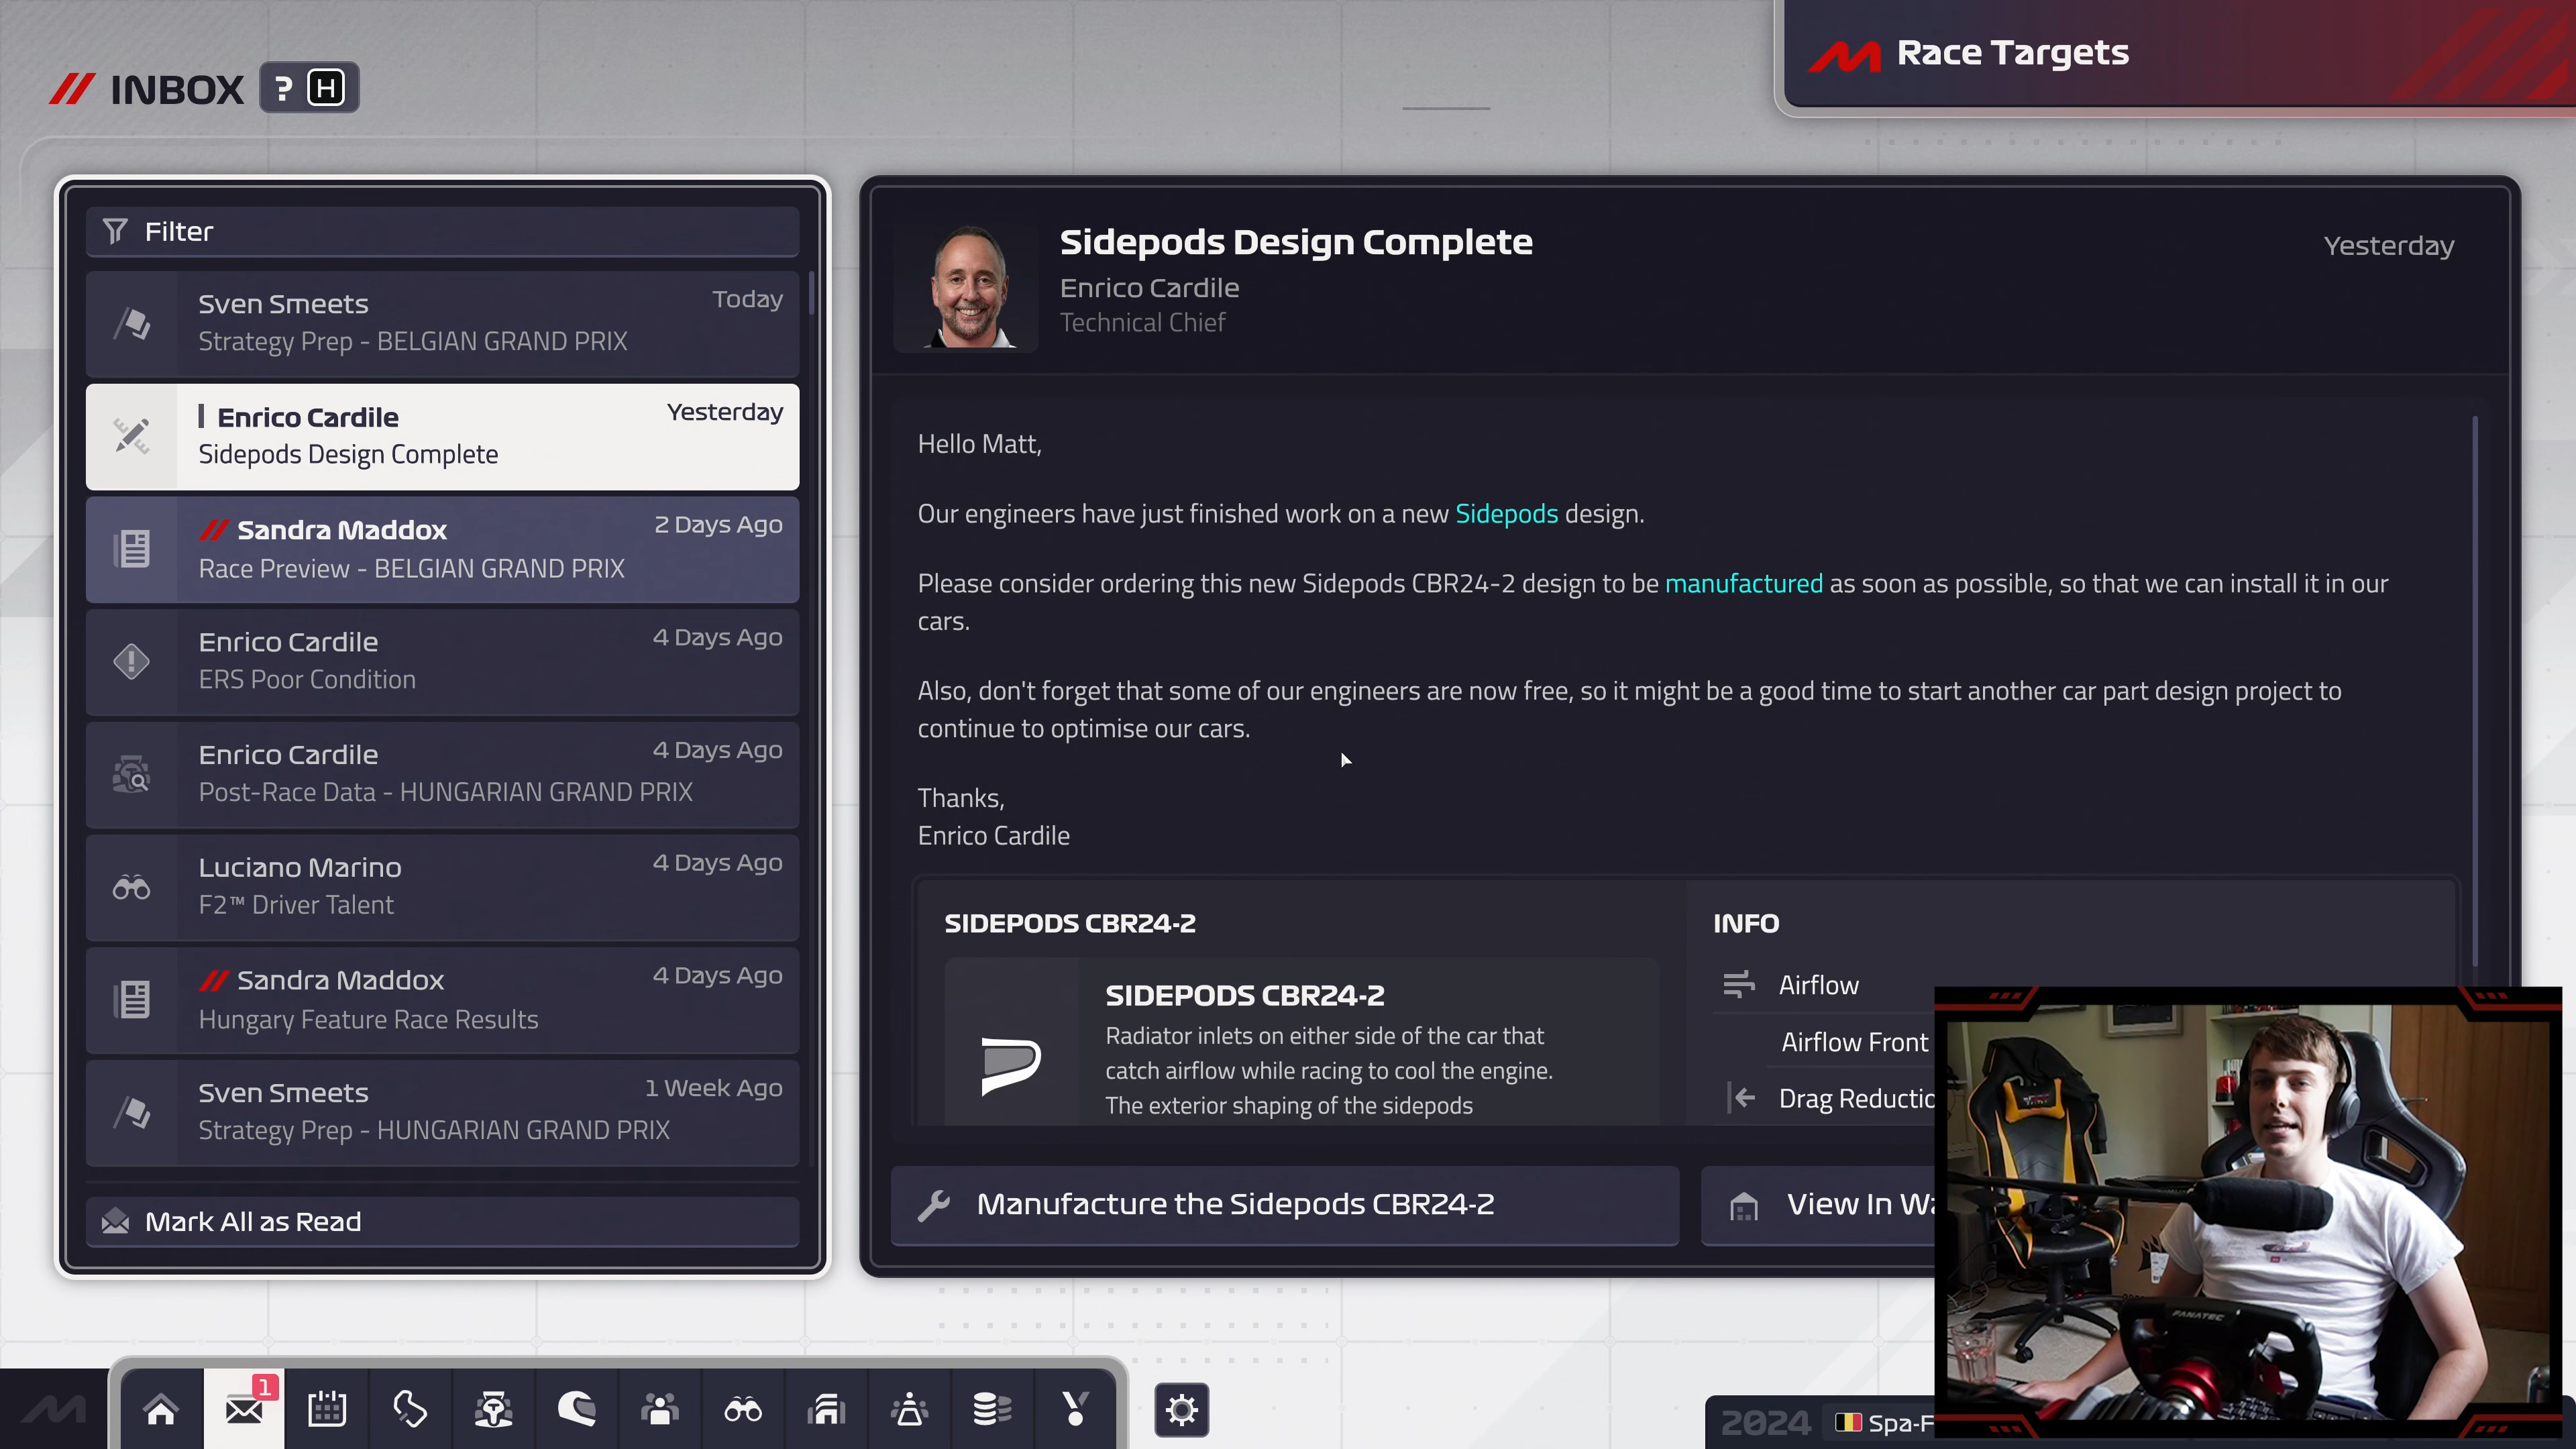 INBOX ? H
Race Targets
Filter
Sven Smeets
Today
Strategy Prep - BELGIAN GRAND PRIX
Enrico Cardile
Yesterday
Sidepods Design Complete
Sandra Maddox
2 Days Ago
Race Preview - BELGIAN GRAND PRIX
Enrico Cardile
4 Days Ago
ERS Poor Condition
Enrico Cardile
4 Days Ago
Post-Race Data - HUNGARIAN GRAND PRIX
Luciano Marino
4 Days Ago
F2™ Driver Talent
Sandra Maddox
4 Days Ago
Hungary Feature Race Results
Sven Smeets
1 Week Ago
Strategy Prep - HUNGARIAN GRAND PRIX
Mark All as Read
Sidepods Design Complete
Yesterday
Enrico Cardile
Technical Chief
Hello Matt,
Our engineers have just finished work on a new Sidepods design.
Please consider ordering this new Sidepods CBR24-2 design to be manufactured as soon as possible, so that we can install it in our
cars.
Also, don't forget that some of our engineers are now free, so it might be a good time to start another car part design project to
continue to optimise our cars.
Thanks,
Enrico Cardile
SIDEPODS CBR24-2
SIDEPODS CBR24-2
Radiator inlets on either side of the car that
catch airflow while racing to cool the engine.
The exterior shaping of the sidepods
INFO
Airflow
Airflow Front
Drag Reductio
Manufacture the Sidepods CBR24-2
View In Wa
1
2024 Spa-F
FANATEC